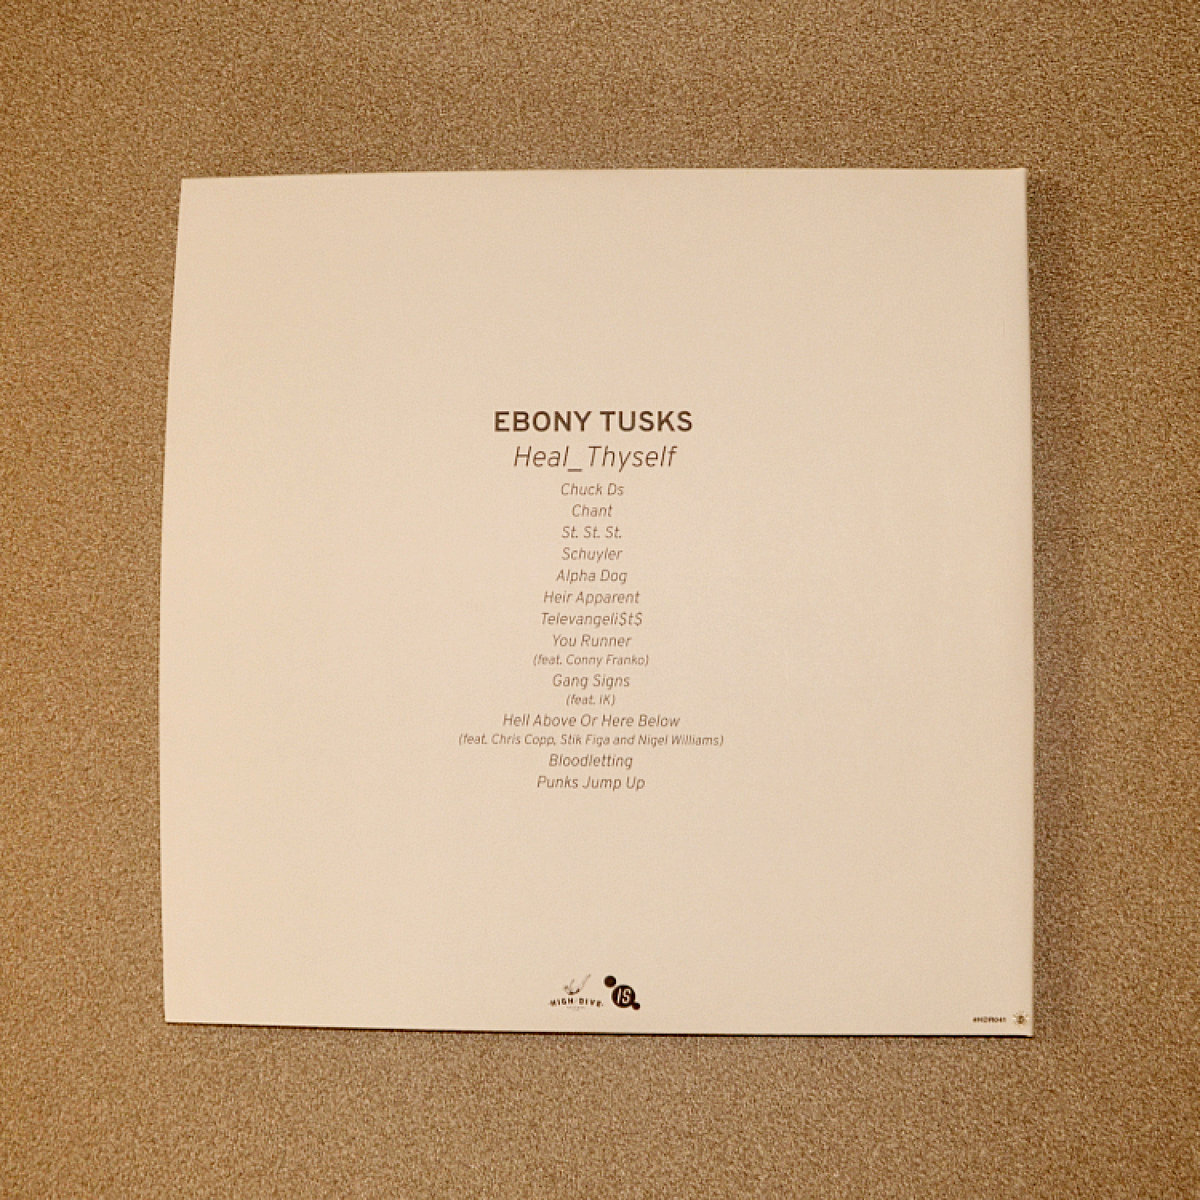 EBONY TUSKS
Heal_Thyself
Chuck Ds
Chant
St. St. St.
Schuyler
Alpha Dog
Heir Apparent
Televangeli$t$
You Runner
(feat. Conny Franko)
Gang Signs
(feat. IK)
Hell Above Or Here Below
(feat. Chris Copp, Stik Figa and Nigel Williams)
Bloodletting
Punks Jump Up
HIGH DIVE
IS
#HDR041